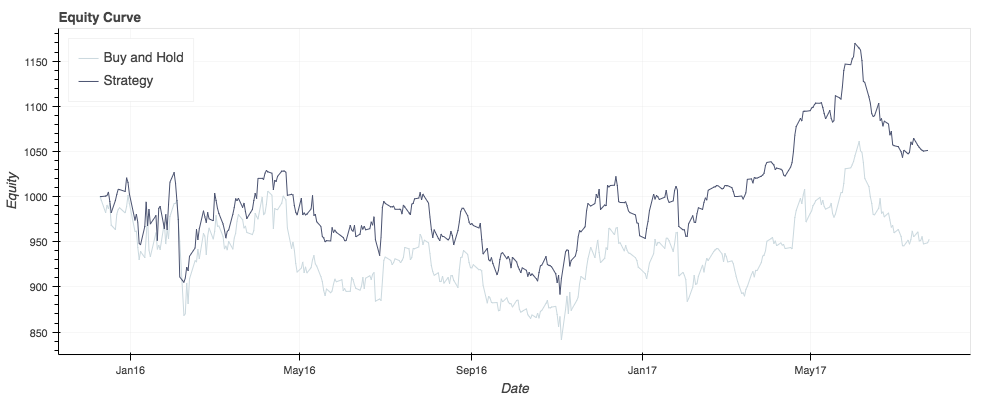 Equity Curve
Buy and Hold
Strategy
1150
1100
1050
1000
950
900
850
Equity
Jan16 May16 Sep16 Jan17 May17
Date